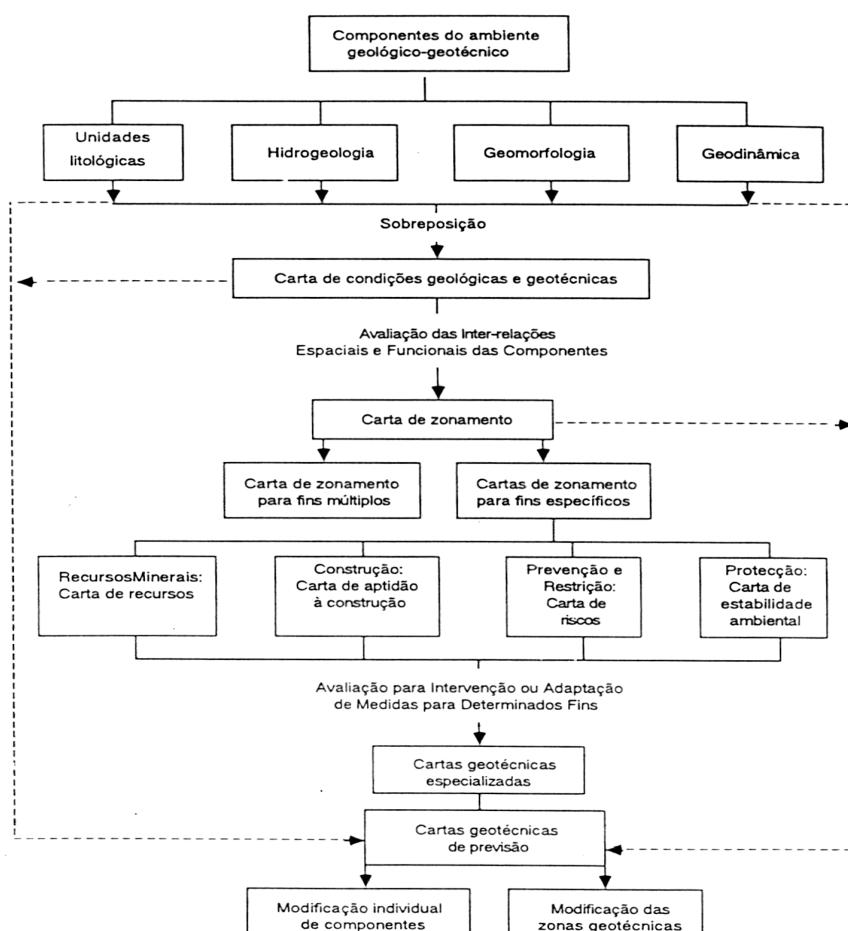 Componentes do ambiente
geológico-geotécnico
Unidades
litológicas
Hidrogeologia
Geomorfologia
Geodinâmica
Sobreposição
Carta de condições geológicas e geotécnicas
Avaliação das Inter-relações
Espaciais e Funcionais das Componentes
Carta de zonamento
Carta de zonamento
para fins múltiplos
Cartas de zonamento
para fins específicos
RecursosMinerais:
Carta de recursos
Construção:
Carta de aptidão
à construção
Prevenção e
Restrição:
Carta de
riscos
Protecção:
Carta de
estabilidade
ambiental
Avaliação para Intervenção ou Adaptação
de Medidas para Determinados Fins
Cartas geotécnicas
especializadas
Cartas geotécnicas
de previsão
Modificação individual
de componentes
Modificação das
zonas geotécnicas